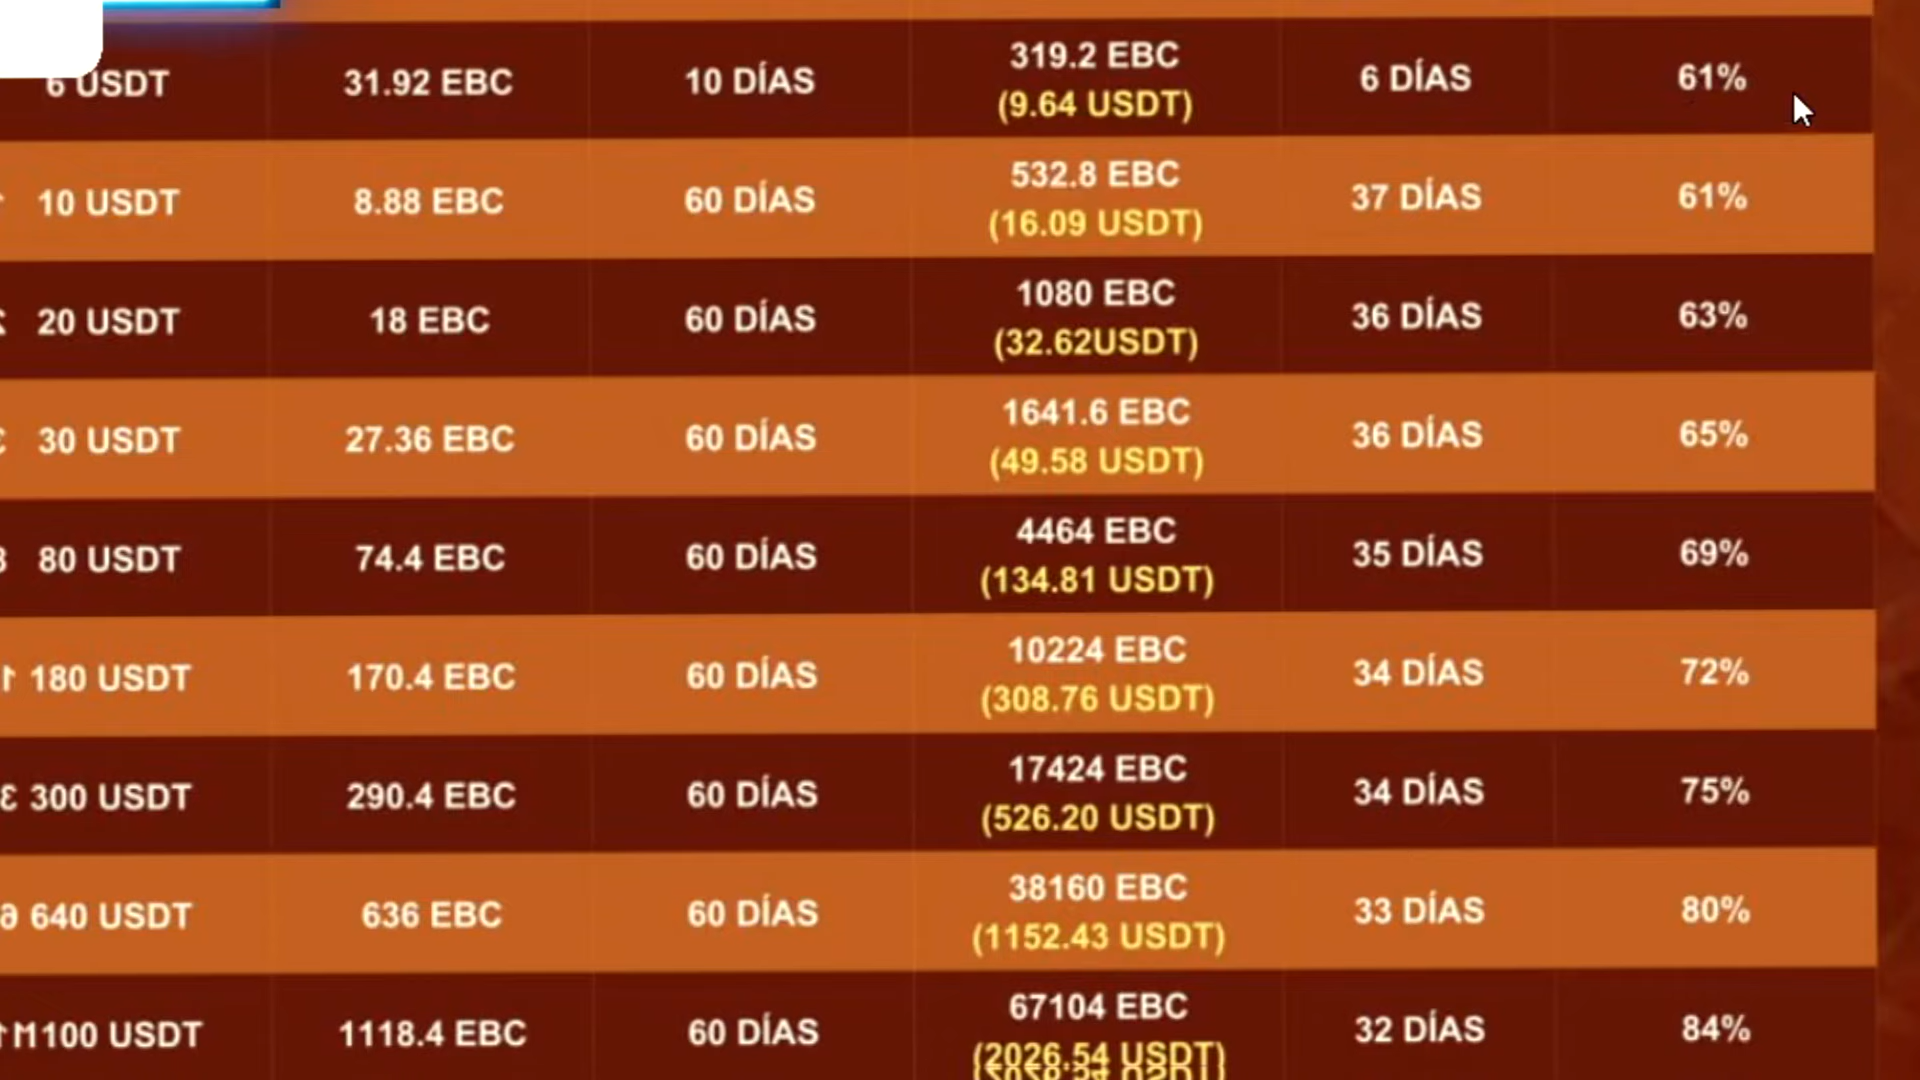 6 USDT 31.92 EBC 10 DÍAS 319.2 EBC 6 DÍAS 61%
(9.64 USDT)
10 USDT 8.88 EBC 60 DÍAS 532.8 EBC 37 DÍAS 61%
(16.09 USDT)
20 USDT 18 EBC 60 DÍAS 1080 EBC 36 DÍAS 63%
(32.62USDT)
30 USDT 27.36 EBC 60 DÍAS 1641.6 EBC 36 DÍAS 65%
(49.58 USDT)
80 USDT 74.4 EBC 60 DÍAS 4464 EBC 35 DÍAS 69%
(134.81 USDT)
180 USDT 170.4 EBC 60 DÍAS 10224 EBC 34 DÍAS 72%
(308.76 USDT)
300 USDT 290.4 EBC 60 DÍAS 17424 EBC 34 DÍAS 75%
(526.20 USDT)
640 USDT 636 EBC 60 DÍAS 38160 EBC 33 DÍAS 80%
(1152.43 USDT)
1100 USDT 1118.4 EBC 60 DÍAS 67104 EBC 32 DÍAS 84%
(2026.54 USDT)